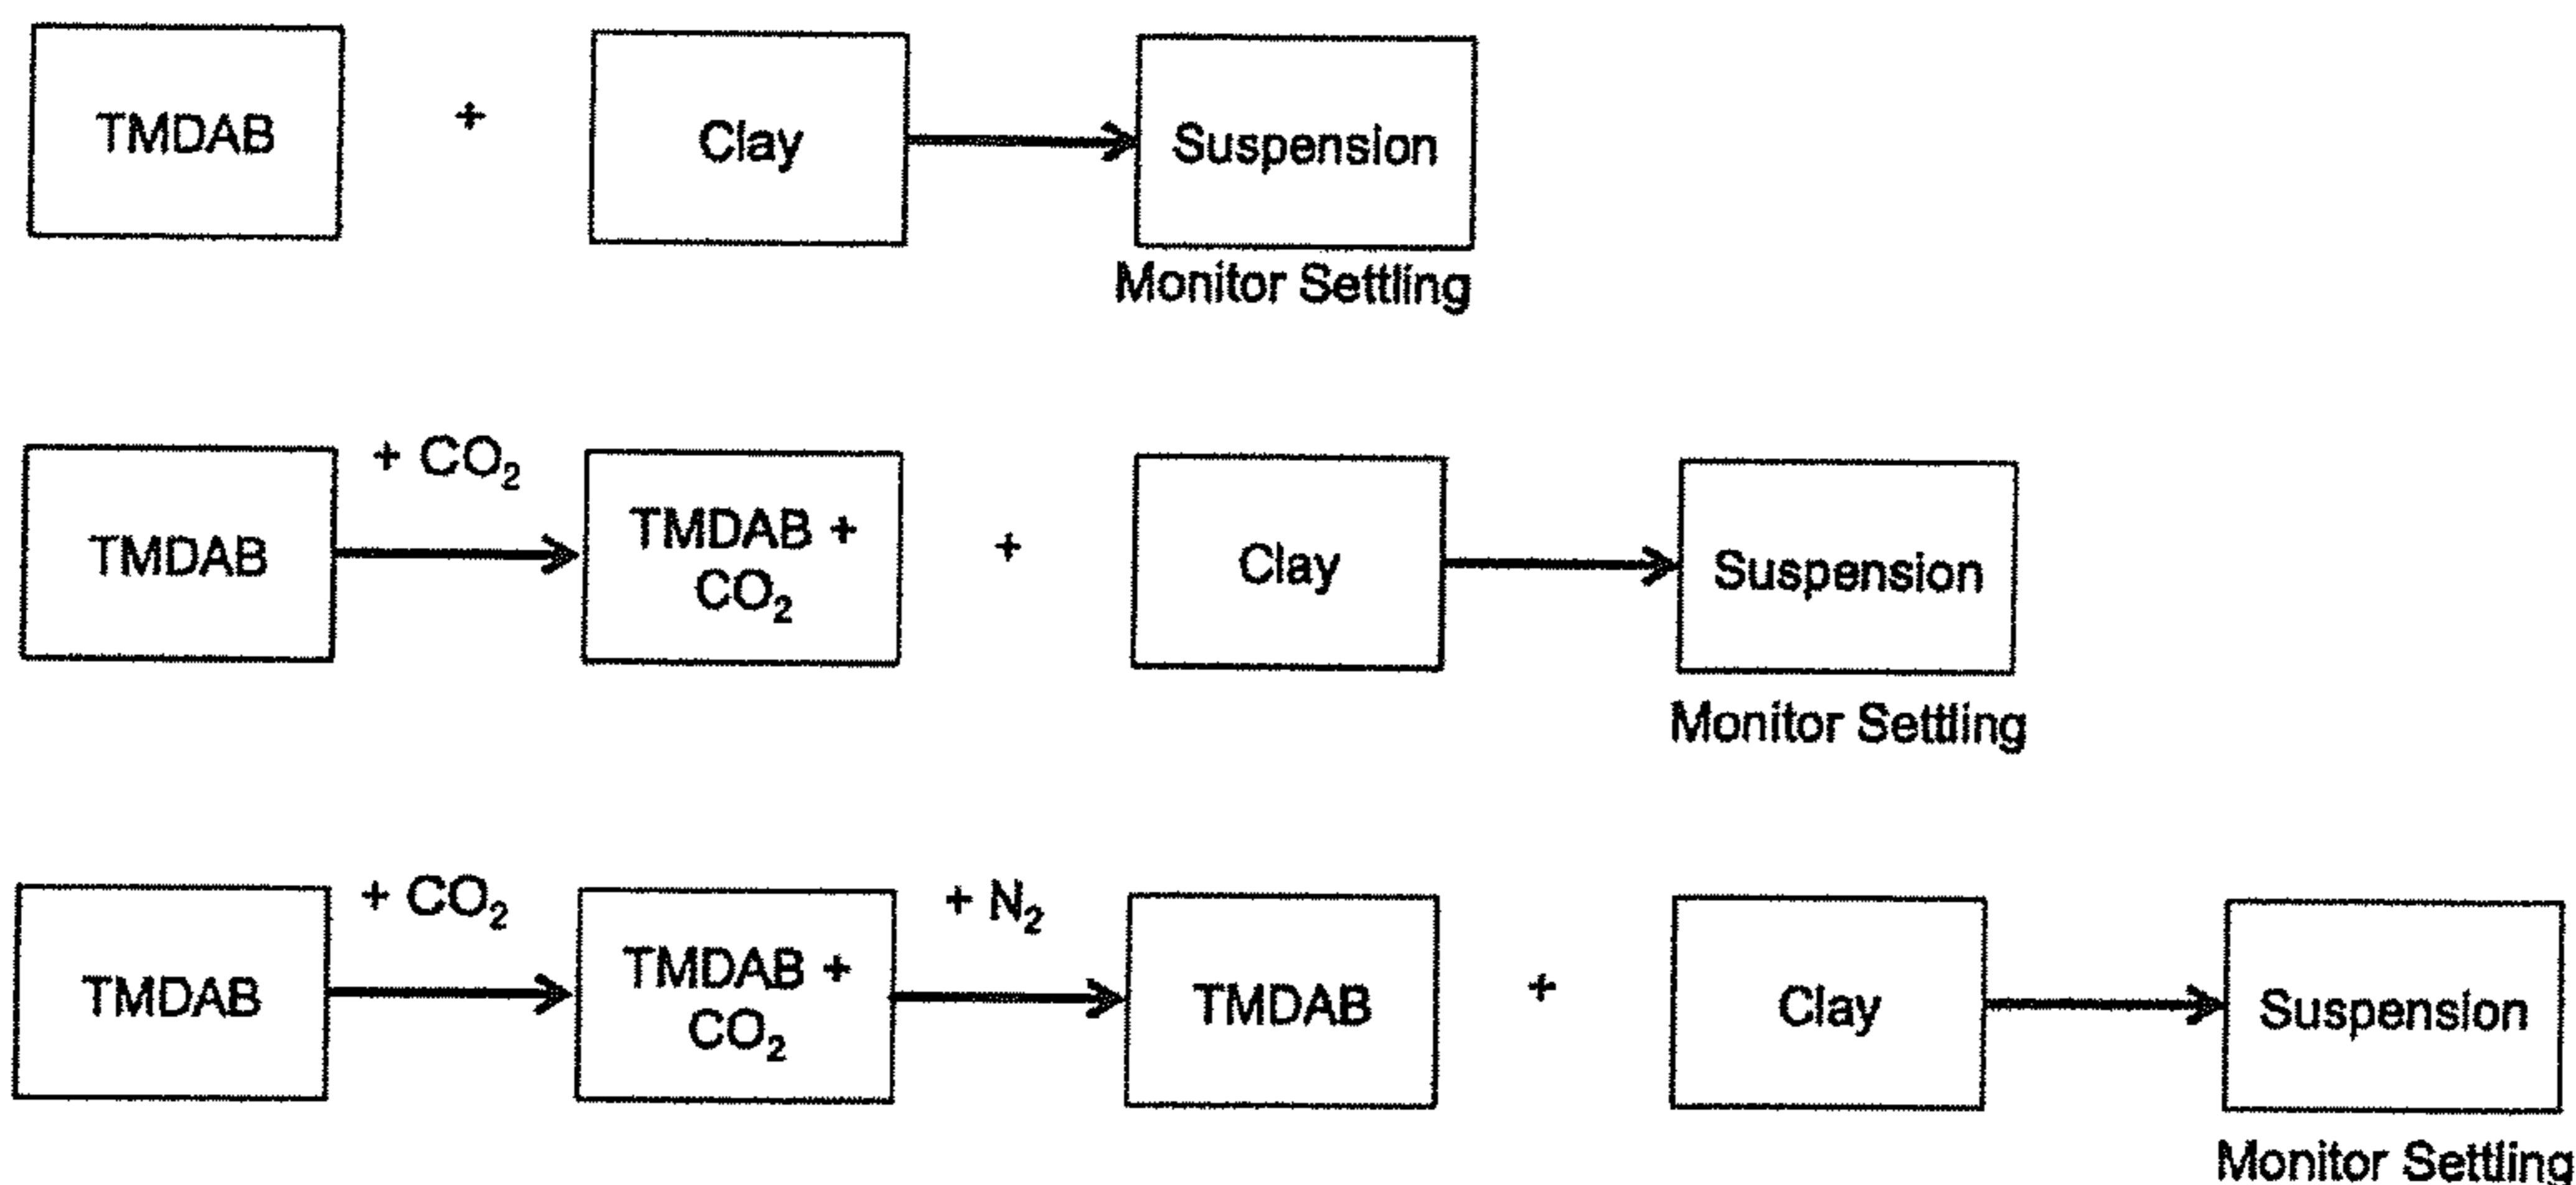 TMDAB + Clay Suspension
Monitor Settling
+ CO₂
TMDAB TMDAB + CO₂ + Clay Suspension
Monitor Settling
+ CO₂ + N₂
TMDAB TMDAB + CO₂ TMDAB + Clay Suspension
Monitor Settling